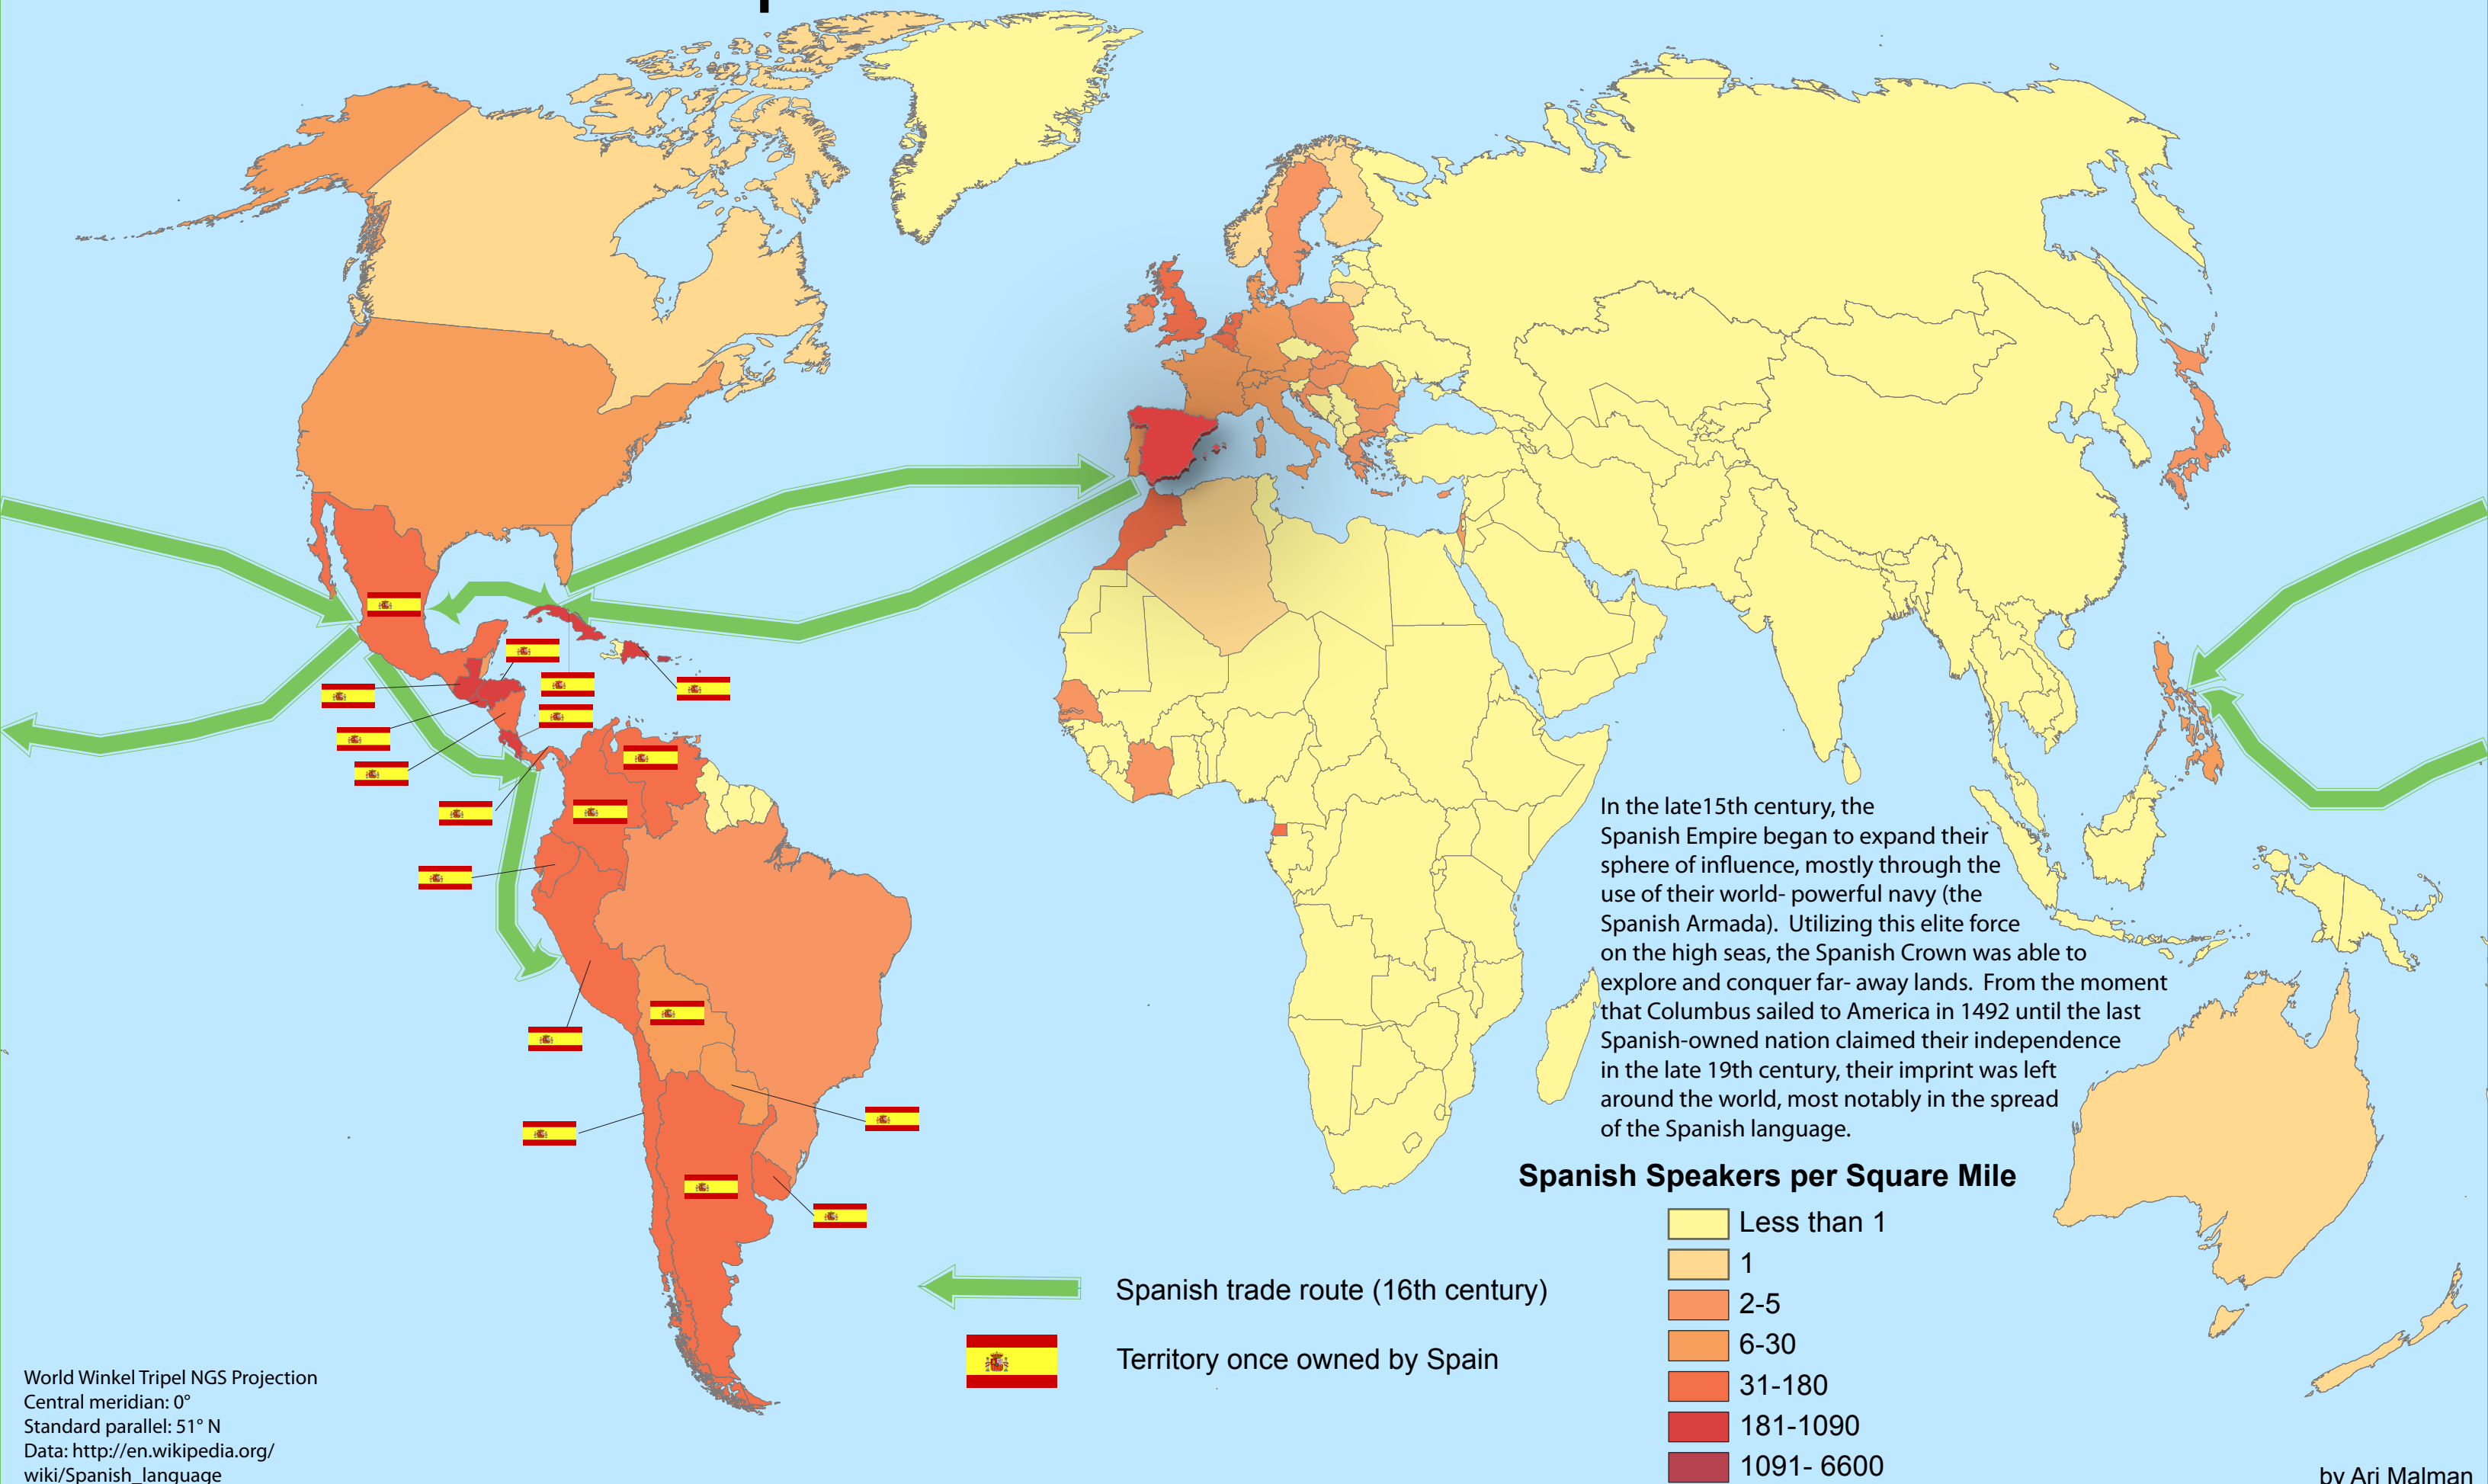 In the late15th century, the
Spanish Empire began to expand their
sphere of influence, mostly through the
use of their world- powerful navy (the
Spanish Armada). Utilizing this elite force
on the high seas, the Spanish Crown was able to
explore and conquer far- away lands. From the moment
that Columbus sailed to America in 1492 until the last
Spanish-owned nation claimed their independence
in the late 19th century, their imprint was left
around the world, most notably in the spread
of the Spanish language.
Spanish Speakers per Square Mile
Less than 1
1
2-5
6-30
31-180
181-1090
1091- 6600
Spanish trade route (16th century)
Territory once owned by Spain
World Winkel Tripel NGS Projection
Central meridian: 0°
Standard parallel: 51° N
Data: http://en.wikipedia.org/
wiki/Spanish_language
by Ari Malman